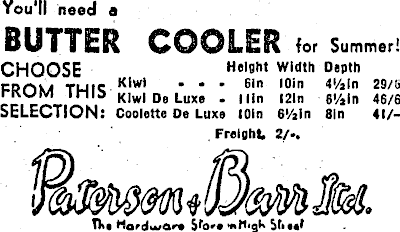 You'll need a
BUTTER COOLER for Summer!
CHOOSE FROM THIS SELECTION:
Height Width Depth
Kiwi - - - 6in 10in 4½in 29/6
Kiwi De Luxe - 11in 12in 6½in 46/6
Coolette De Luxe 10in 6½in 8in 41/-
Freight, 2/-.
Paterson & Barr Ltd.
The Hardware Store in High Street